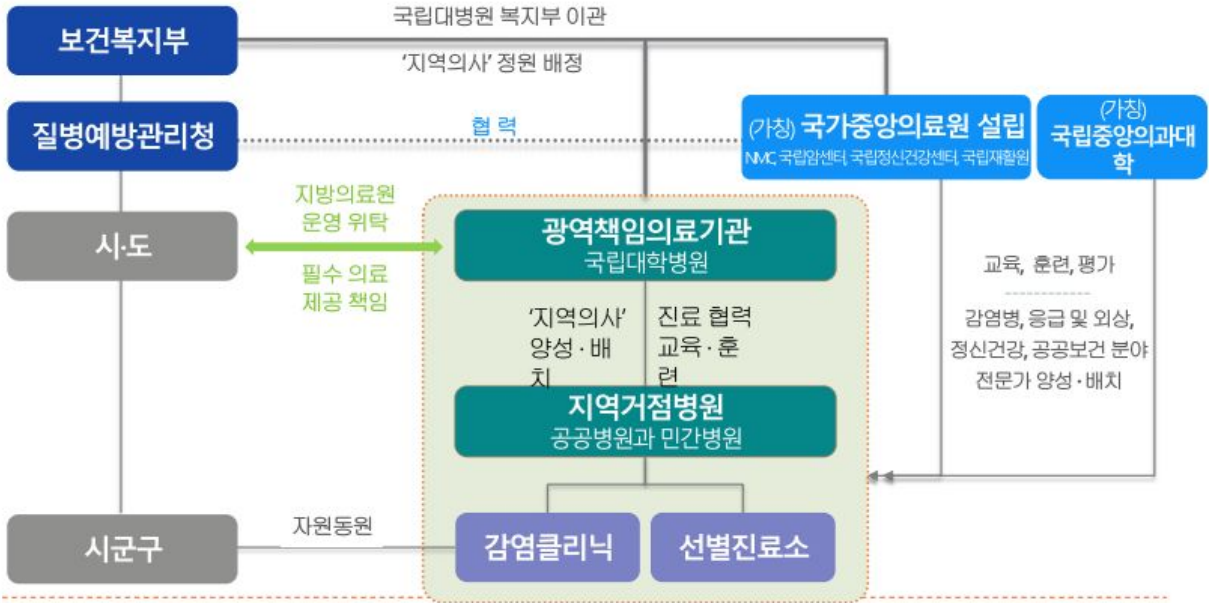 국립대병원 복지부 이관
보건복지부
‘지역의사’ 정원 배정
질병예방관리청
협 력
(가칭) 국가중앙의료원 설립
NMC, 국립암센터, 국립정신건강센터, 국립재활원
(가칭)
국립중앙의과대
학
지방의료원
운영 위탁
시·도
필수 의료
제공 책임
광역책임의료기관
국립대학병원
교육, 훈련, 평가
------------
감염병, 응급 및 외상,
정신건강, 공공보건 분야
전문가 양성·배치
‘지역의사’
양성·배
치
진료 협력
교육·훈
련
지역거점병원
공공병원과 민간병원
시군구
자원동원
감염클리닉
선별진료소